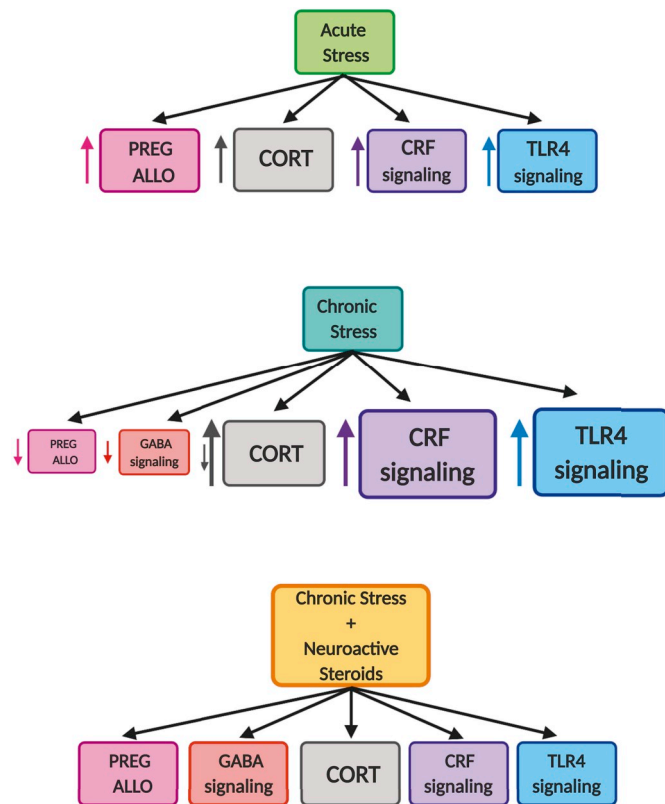 Acute
Stress
PREG
ALLO
CORT
CRF
signaling
TLR4
signaling
Chronic
Stress
PREG
ALLO
GABA
signaling
CORT
CRF
signaling
TLR4
signaling
Chronic Stress
+
Neuroactive
Steroids
PREG
ALLO
GABA
signaling
CORT
CRF
signaling
TLR4
signaling